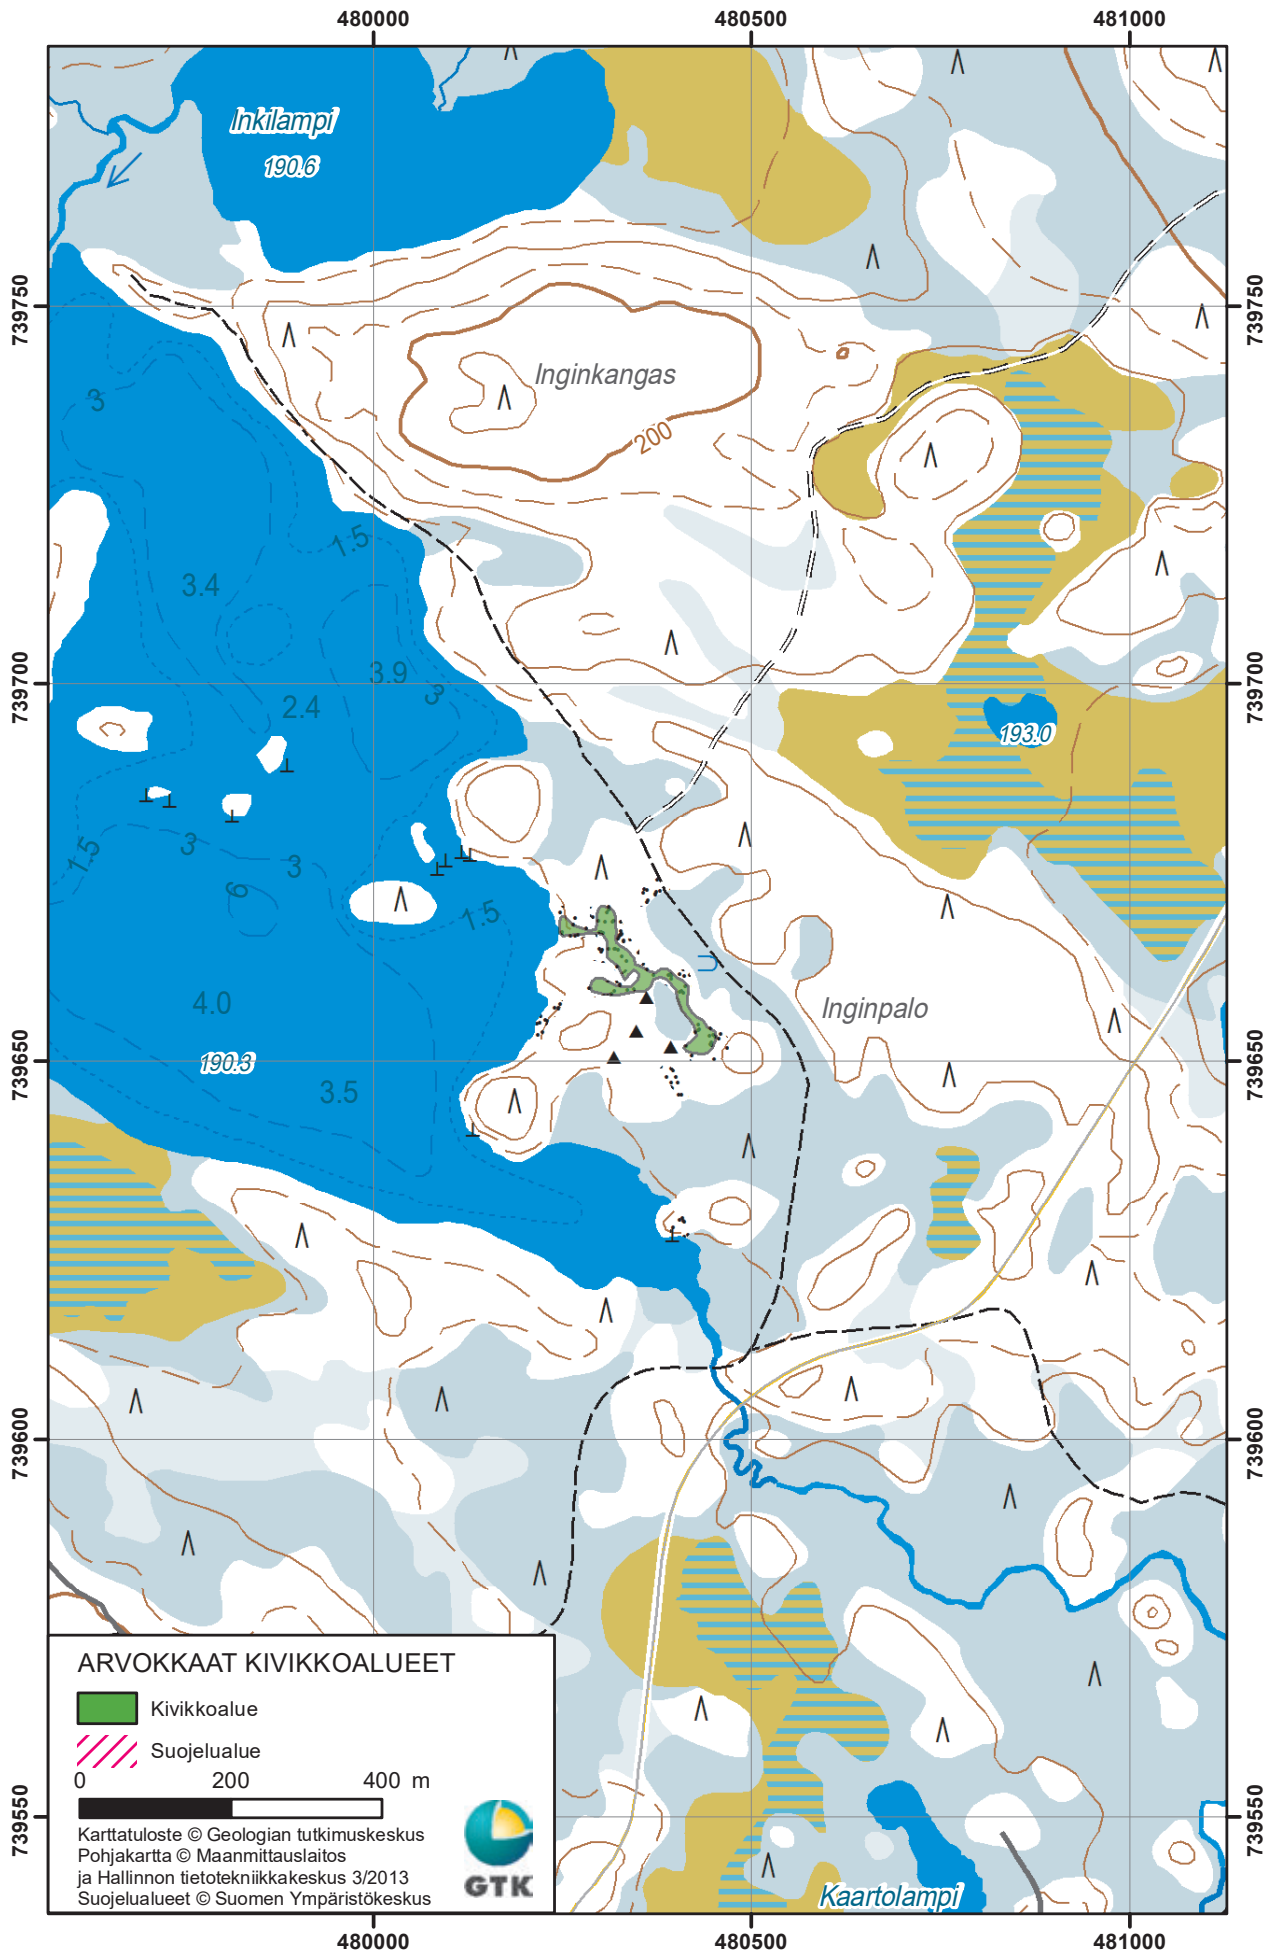 480000 480500 481000
Inkilampi
190.6
739750 739750
Inginkangas
3
200
1.5
3.4
739700 739700
3.9
3
2.4
193.0
3
1.5
3
6
1.5
4.0
Inginpalo
739650 739650
190.3
3.5
739600 739600
ARVOKKAAT KIVIKKOALUEET
Kivikkoalue
Suojelualue
0 200 400 m
739550 739550
Karttatuloste © Geologian tutkimuskeskus
Pohjakartta © Maanmittauslaitos
ja Hallinnon tietotekniikkakeskus 3/2013
Suojelualueet © Suomen Ympäristökeskus
GTK
Kaartolampi
480000 480500 481000